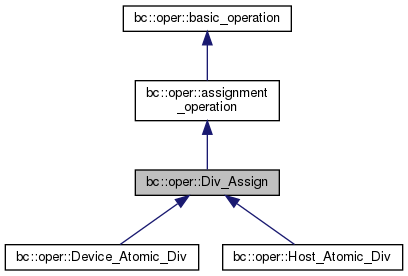 bc::oper::basic_operation
bc::oper::assignment
_operation
bc::oper::Div_Assign
bc::oper::Device_Atomic_Div
bc::oper::Host_Atomic_Div